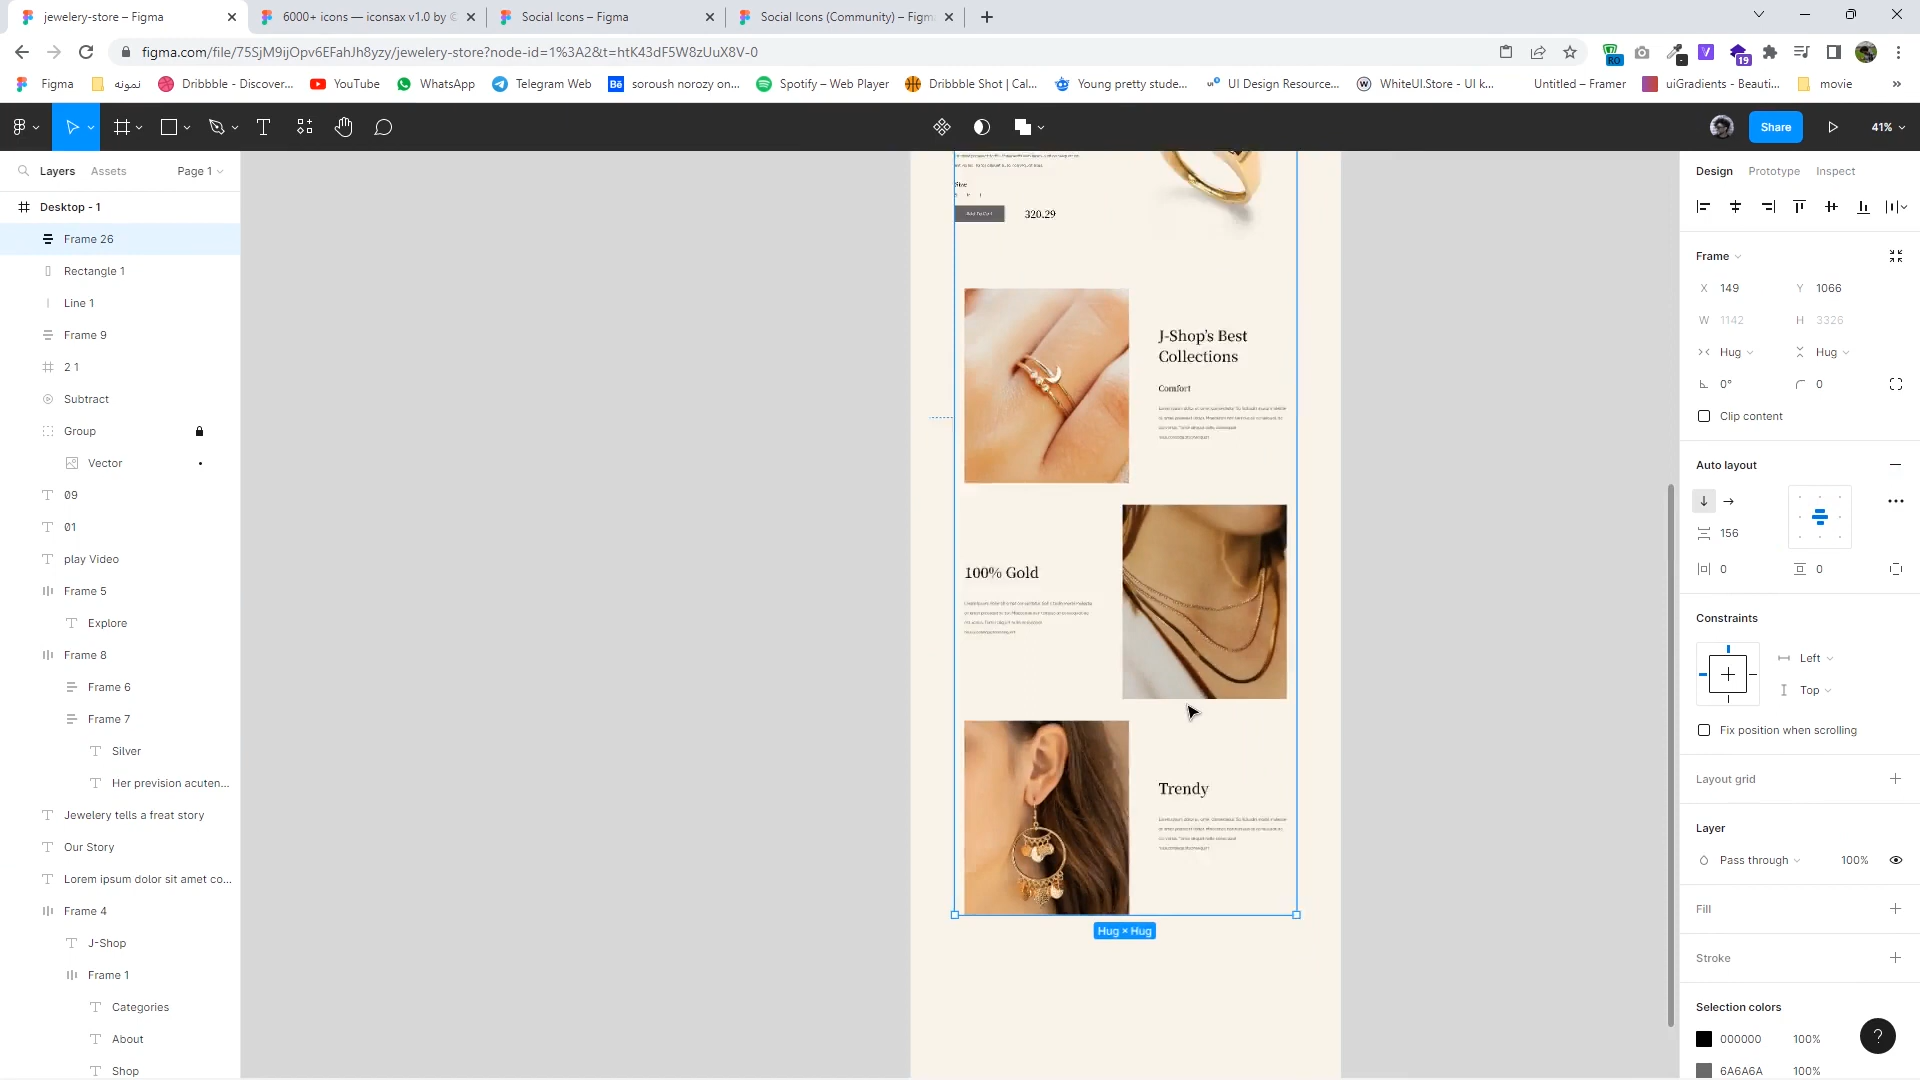 jewelery-store – Figma
6000+ icons — iconsax v1.0 by
Social Icons – Figma
Social Icons (Community) – Figm
figma.com/file/75SjM9ijOpv6EFahJh8yzy/jewelery-store?node-id=1%3A2&t=htK43dF5W8zUuX8V-0
RO
19
Figma
نمونه
Dribbble - Discover...
YouTube
WhatsApp
Telegram Web
Bē
soroush norozy on...
Spotify – Web Player
Dribbble Shot | Cal...
Young pretty stude...
UI Design Resource...
WhiteUI.Store - UI k...
Untitled – Framer
uiGradients - Beauti...
movie
Share
41%
Layers
Assets
Page 1
Desktop - 1
Frame 26
Rectangle 1
Line 1
Frame 9
2 1
Subtract
Group
Vector
09
01
play Video
Frame 5
Explore
Frame 8
Frame 6
Frame 7
Silver
Her prevision acuten...
Jewelery tells a freat story
Our Story
Lorem ipsum dolor sit amet co...
Frame 4
J-Shop
Frame 1
Categories
About
Shop
Size
Add To Cart
320.29
J-Shop's Best
Collections
Comfort
100% Gold
Trendy
Hug × Hug
Design
Prototype
Inspect
Frame
X 149
Y 1066
W 1142
H 3326
Hug
Hug
0°
0
Clip content
Auto layout
156
0
0
Constraints
Left
Top
Fix position when scrolling
Layout grid
Layer
Pass through
100%
Fill
Stroke
Selection colors
000000
100%
6A6A6A
100%
?